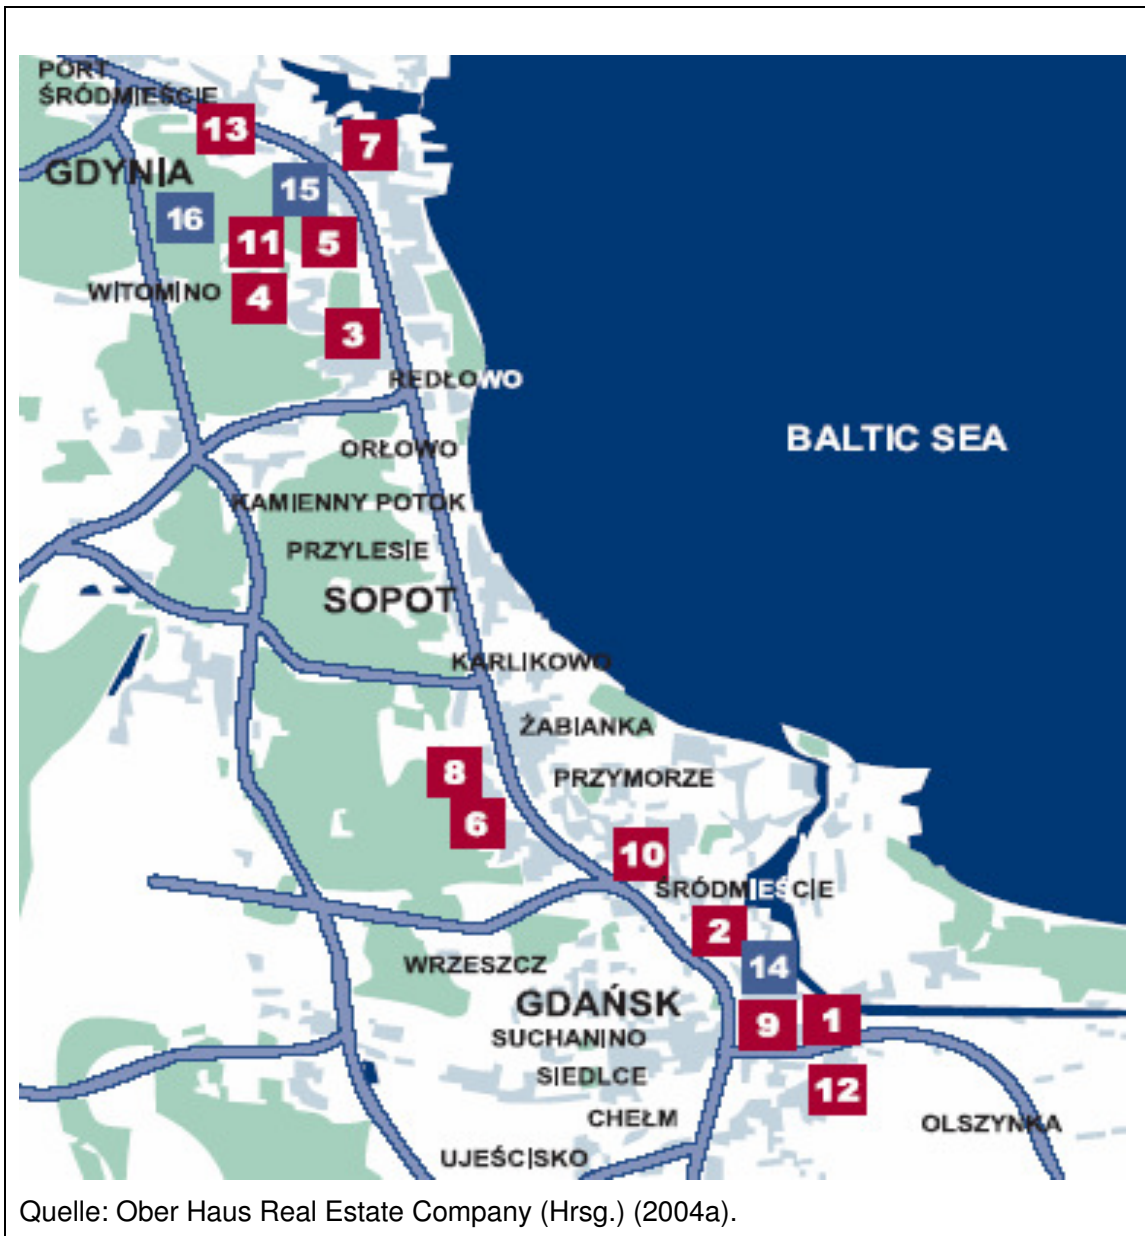 PORT
ŚRÓDMIEŚCIE
13
7
GDYNIA
15
16
11
5
WITOMINO
4
3
REDŁOWO
BALTIC SEA
ORŁOWO
KAMIENNY POTOK
PRZYLESIE
SOPOT
KARLIKOWO
ŻABIANKA
8
PRZYMORZE
6
10
ŚRÓDMIEŚCIE
2
WRZESZCZ
14
GDAŃSK
9
1
SUCHANINO
SIEDLCE
12
CHEŁM
OLSZYNKA
UJEŚCISKO
Quelle: Ober Haus Real Estate Company (Hrsg.) (2004a).